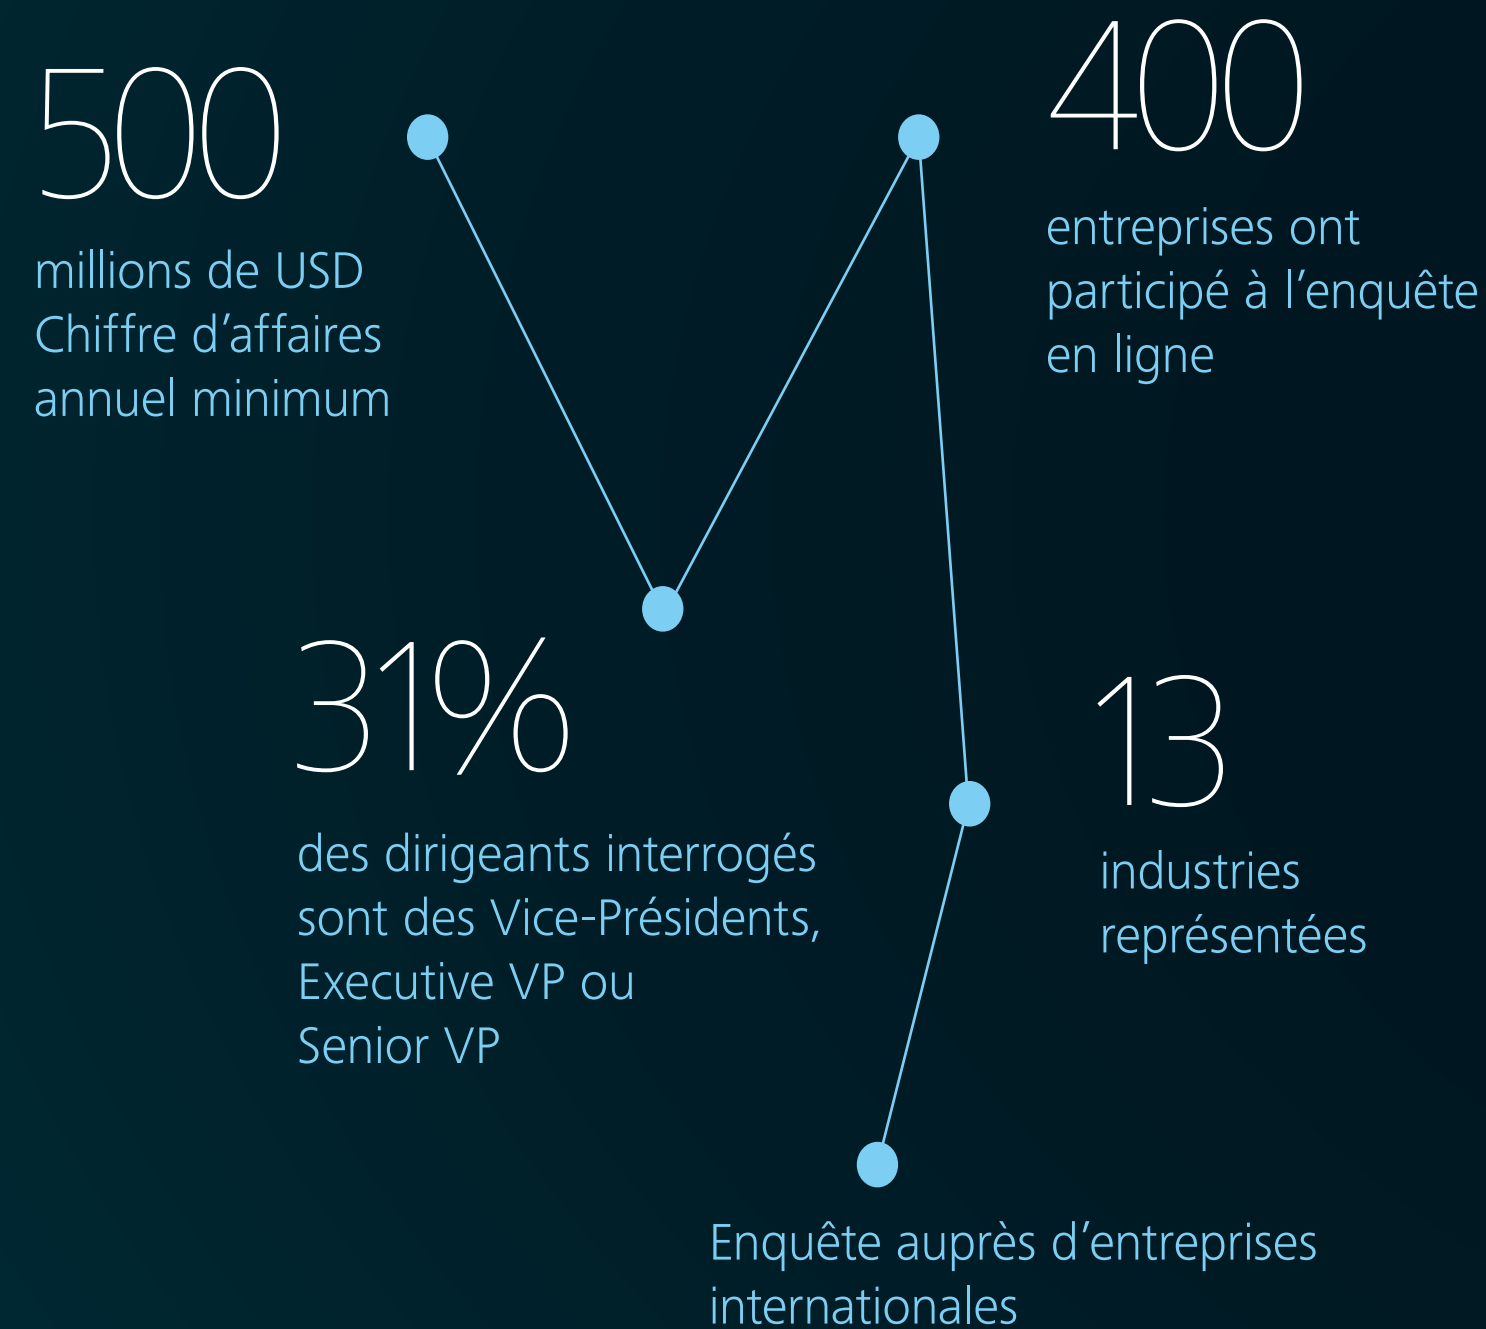 500
millions de USD
Chiffre d’affaires
annuel minimum
400
entreprises ont
participé à l’enquête
en ligne
31%
des dirigeants interrogés
sont des Vice-Présidents,
Executive VP ou
Senior VP
13
industries
représentées
Enquête auprès d’entreprises
internationales